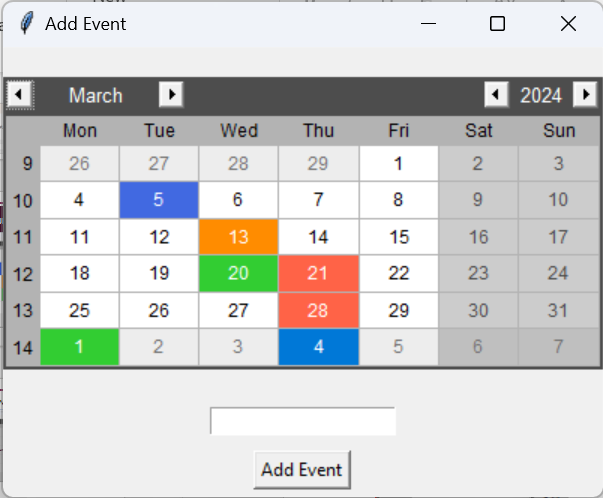 Add Event
March 2024
Mon Tue Wed Thu Fri Sat Sun
9 26 27 28 29 1 2 3
10 4 5 6 7 8 9 10
11 11 12 13 14 15 16 17
12 18 19 20 21 22 23 24
13 25 26 27 28 29 30 31
14 1 2 3 4 5 6 7
Add Event